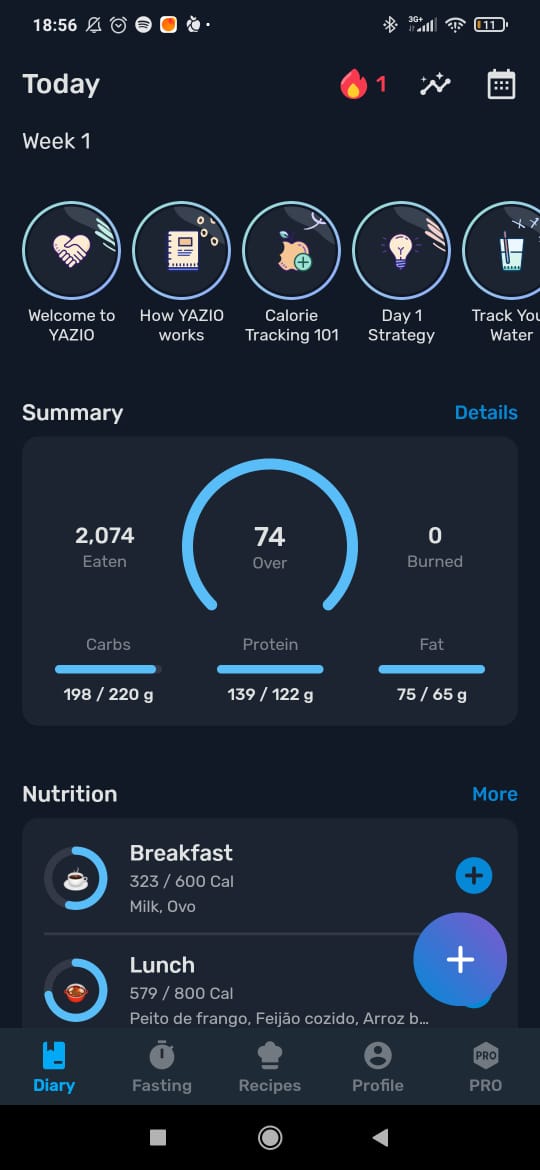 18:56
3G+
11
Today
1
Week 1
Welcome to
YAZIO
How YAZIO
works
Calorie
Tracking 101
Day 1
Strategy
Track You
Water
Summary
Details
2,074
Eaten
74
Over
0
Burned
Carbs
198 / 220 g
Protein
139 / 122 g
Fat
75 / 65 g
Nutrition
More
Breakfast
323 / 600 Cal
Milk, Ovo
Lunch
579 / 800 Cal
Peito de frango, Feijão cozido, Arroz b...
Diary
Fasting
Recipes
Profile
PRO
PRO